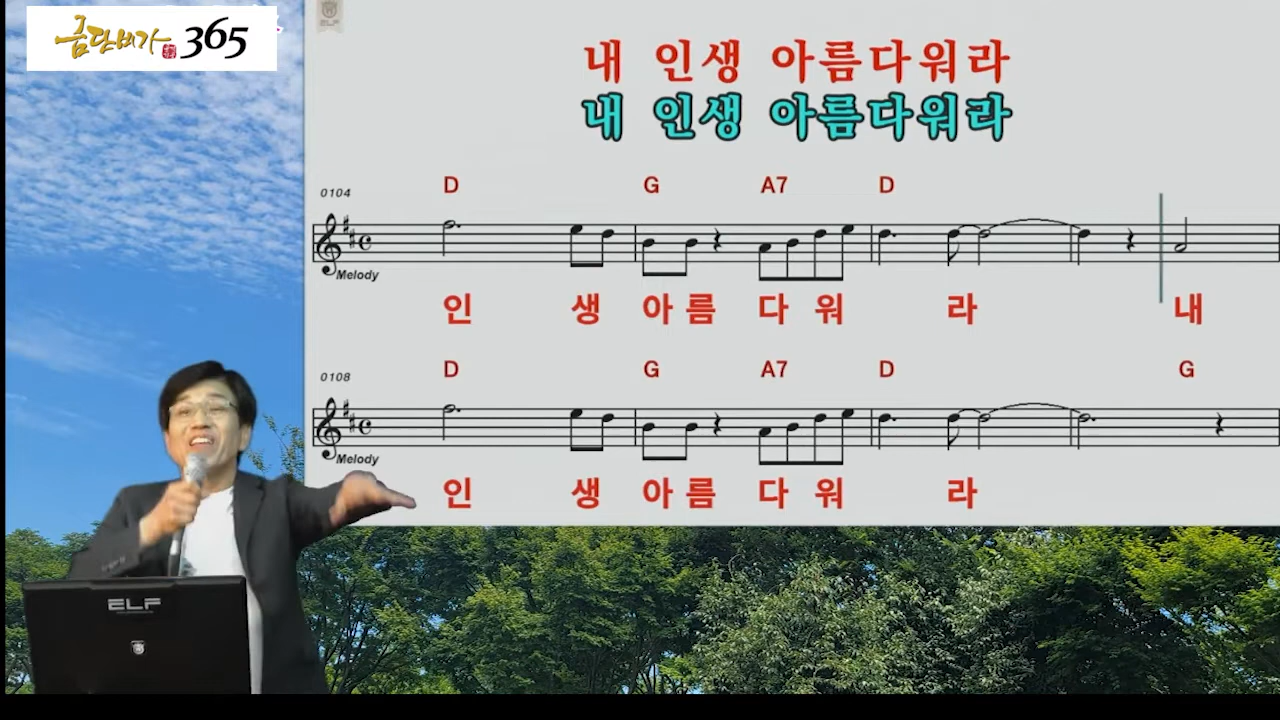 금단비가 365
내 인생 아름다워라
내 인생 아름다워라
0104
D G A7 D
Melody
인 생 아 름 다 워 라 내
0108
D G A7 D G
Melody
인 생 아 름 다 워 라
ELF